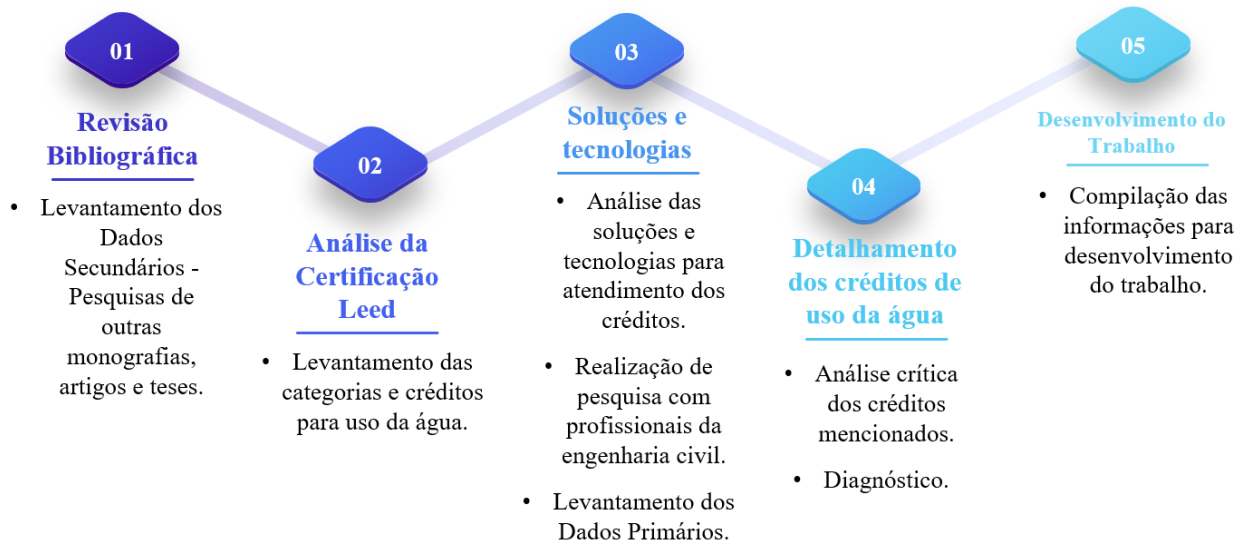 01
Revisão
Bibliográfica
• Levantamento dos
Dados
Secundários -
Pesquisas de
outras
monografias,
artigos e teses.
02
Análise da
Certificação
Leed
• Levantamento das
categorias e créditos
para uso da água.
03
Soluções e
tecnologias
• Análise das
soluções e
tecnologias para
atendimento dos
créditos.
• Realização de
pesquisa com
profissionais da
engenharia civil.
• Levantamento dos
Dados Primários.
04
Detalhamento
dos créditos de
uso da água
• Análise crítica
dos créditos
mencionados.
• Diagnóstico.
05
Desenvolvimento do
Trabalho
• Compilação das
informações para
desenvolvimento
do trabalho.